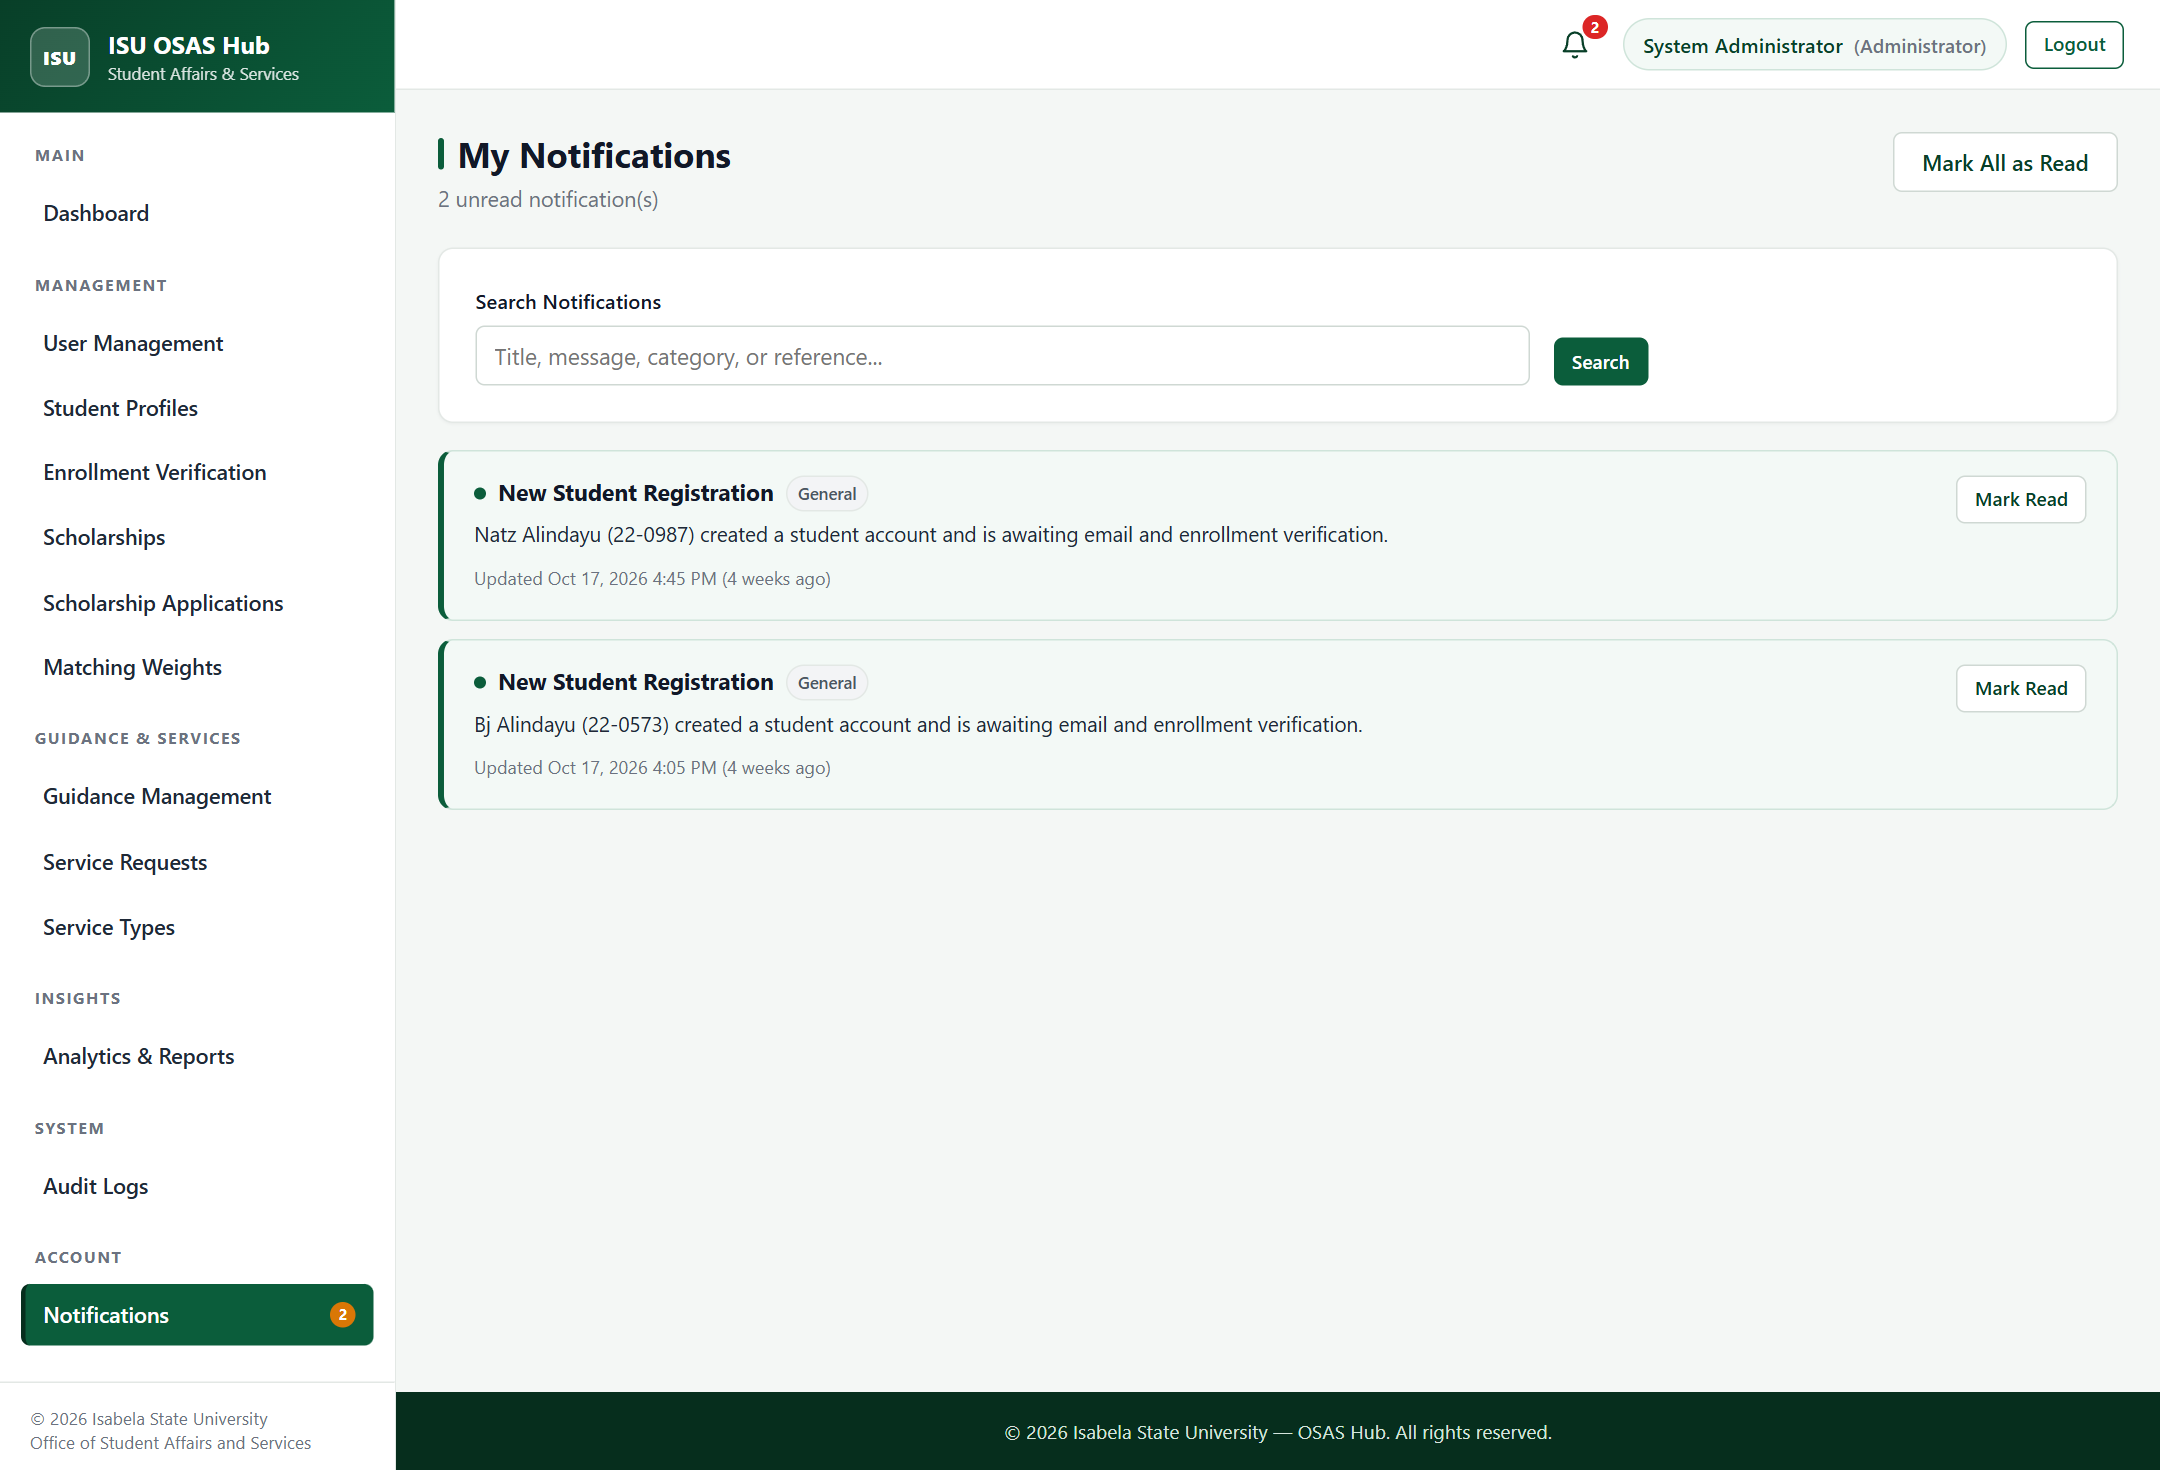 ISU
ISU OSAS Hub
Student Affairs & Services
MAIN
Dashboard
MANAGEMENT
User Management
Student Profiles
Enrollment Verification
Scholarships
Scholarship Applications
Matching Weights
GUIDANCE & SERVICES
Guidance Management
Service Requests
Service Types
INSIGHTS
Analytics & Reports
SYSTEM
Audit Logs
ACCOUNT
Notifications 2
© 2026 Isabela State University
Office of Student Affairs and Services
2
System Administrator (Administrator)
Logout
My Notifications
2 unread notification(s)
Mark All as Read
Search Notifications
Title, message, category, or reference...
Search
New Student Registration General
Mark Read
Natz Alindayu (22-0987) created a student account and is awaiting email and enrollment verification.
Updated Oct 17, 2026 4:45 PM (4 weeks ago)
New Student Registration General
Mark Read
Bj Alindayu (22-0573) created a student account and is awaiting email and enrollment verification.
Updated Oct 17, 2026 4:05 PM (4 weeks ago)
© 2026 Isabela State University — OSAS Hub. All rights reserved.